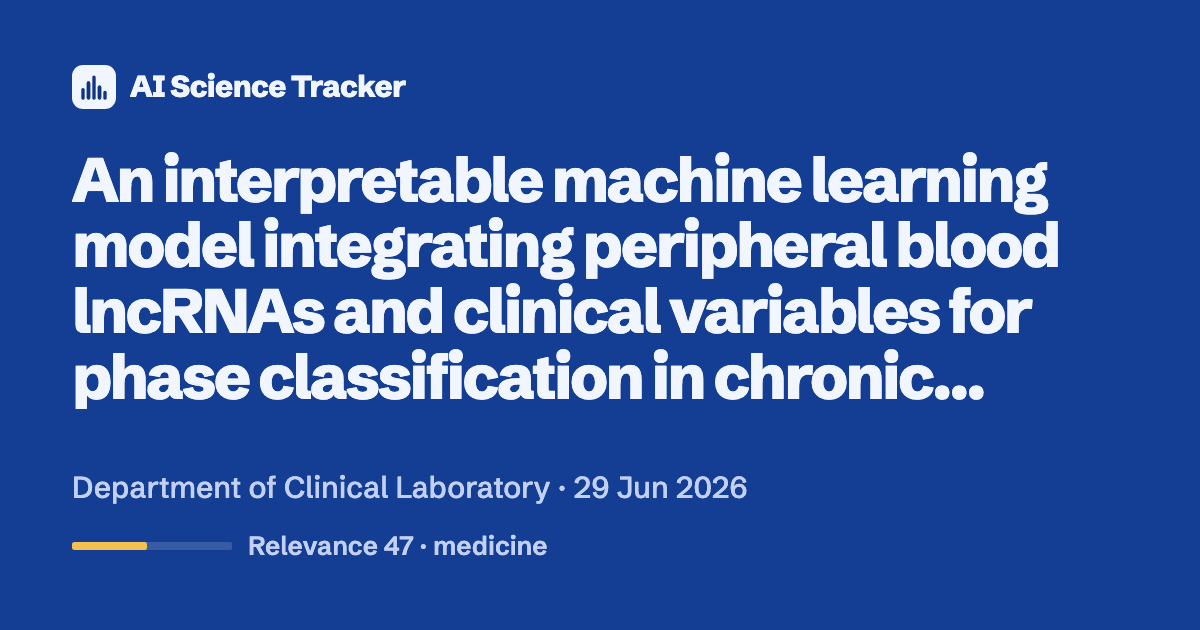 AI Science Tracker
An interpretable machine learning
model integrating peripheral blood
lncRNAs and clinical variables for
phase classification in chronic...
Department of Clinical Laboratory · 29 Jun 2026
Relevance 47 · medicine